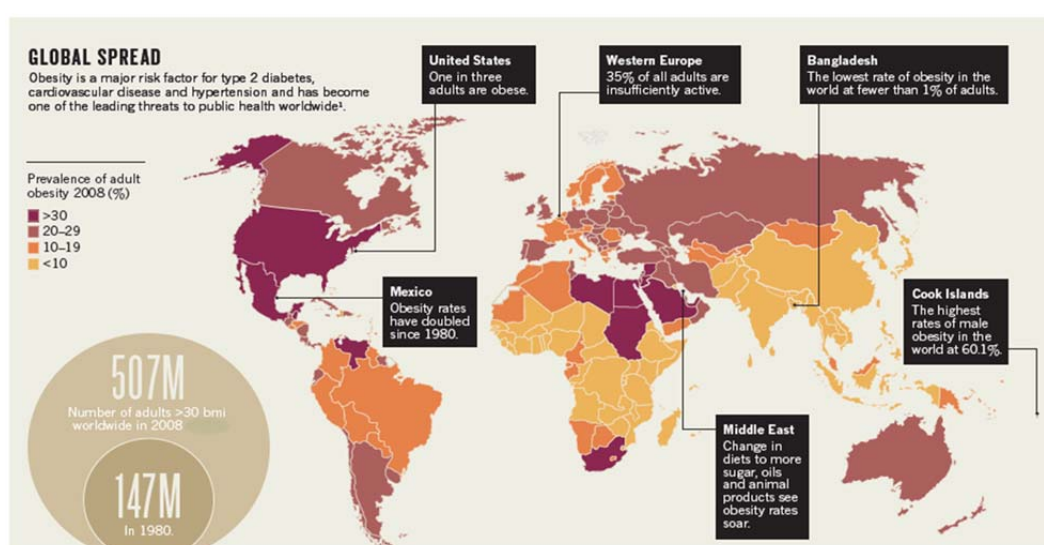 GLOBAL SPREAD
Obesity is a major risk factor for type 2 diabetes,
cardiovascular disease and hypertension and has become
one of the leading threats to public health worldwide¹.
Prevalence of adult
obesity 2008 (%)
>30
20–29
10–19
<10
United States
One in three
adults are obese.
Western Europe
35% of all adults are
insufficiently active.
Bangladesh
The lowest rate of obesity in the
world at fewer than 1% of adults.
Mexico
Obesity rates
have doubled
since 1980.
Cook Islands
The highest
rates of male
obesity in the
world at 60.1%.
Middle East
Change in
diets to more
sugar, oils
and animal
products see
obesity rates
soar.
507M
Number of adults >30 bmi
worldwide in 2008
147M
In 1980.